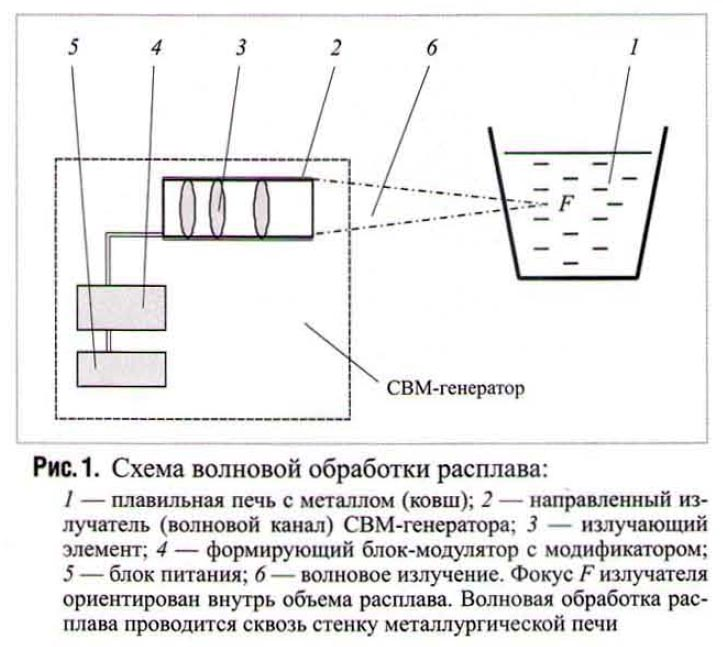 5 4 3 2 6 1
F
СВМ-генератор
Рис. 1. Схема волновой обработки расплава:
1 — плавильная печь с металлом (ковш); 2 — направленный из-
лучатель (волновой канал) СВМ-генератора; 3 — излучающий
элемент; 4 — формирующий блок-модулятор с модификатором;
5 — блок питания; 6 — волновое излучение. Фокус F излучателя
ориентирован внутрь объема расплава. Волновая обработка рас-
плава проводится сквозь стенку металлургической печи